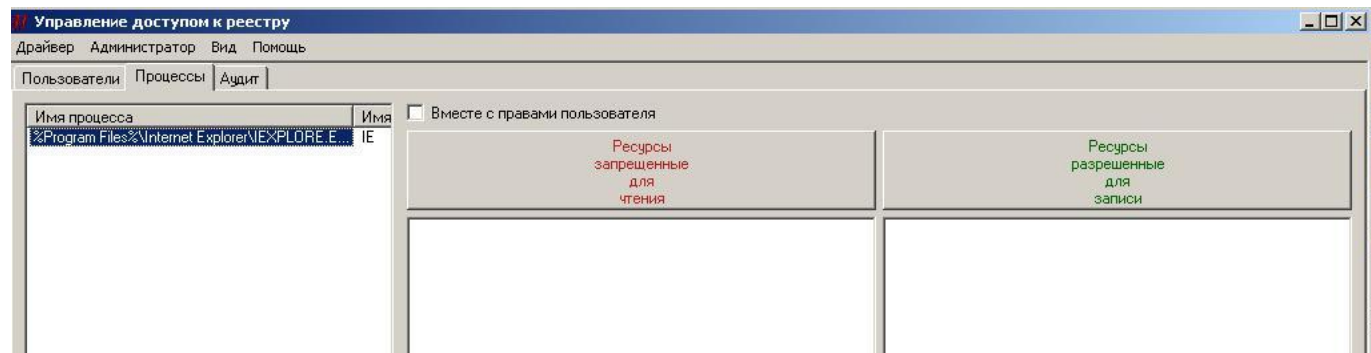 Управление доступом к реестру
Драйвер Администратор Вид Помощь
Пользователи Процессы Аудит
Имя процесса Имя
Вместе с правами пользователя
%Program Files%\Internet Explorer\IEXPLORE.E... IE
Ресурсы
запрещенные
для
чтения
Ресурсы
разрешенные
для
записи